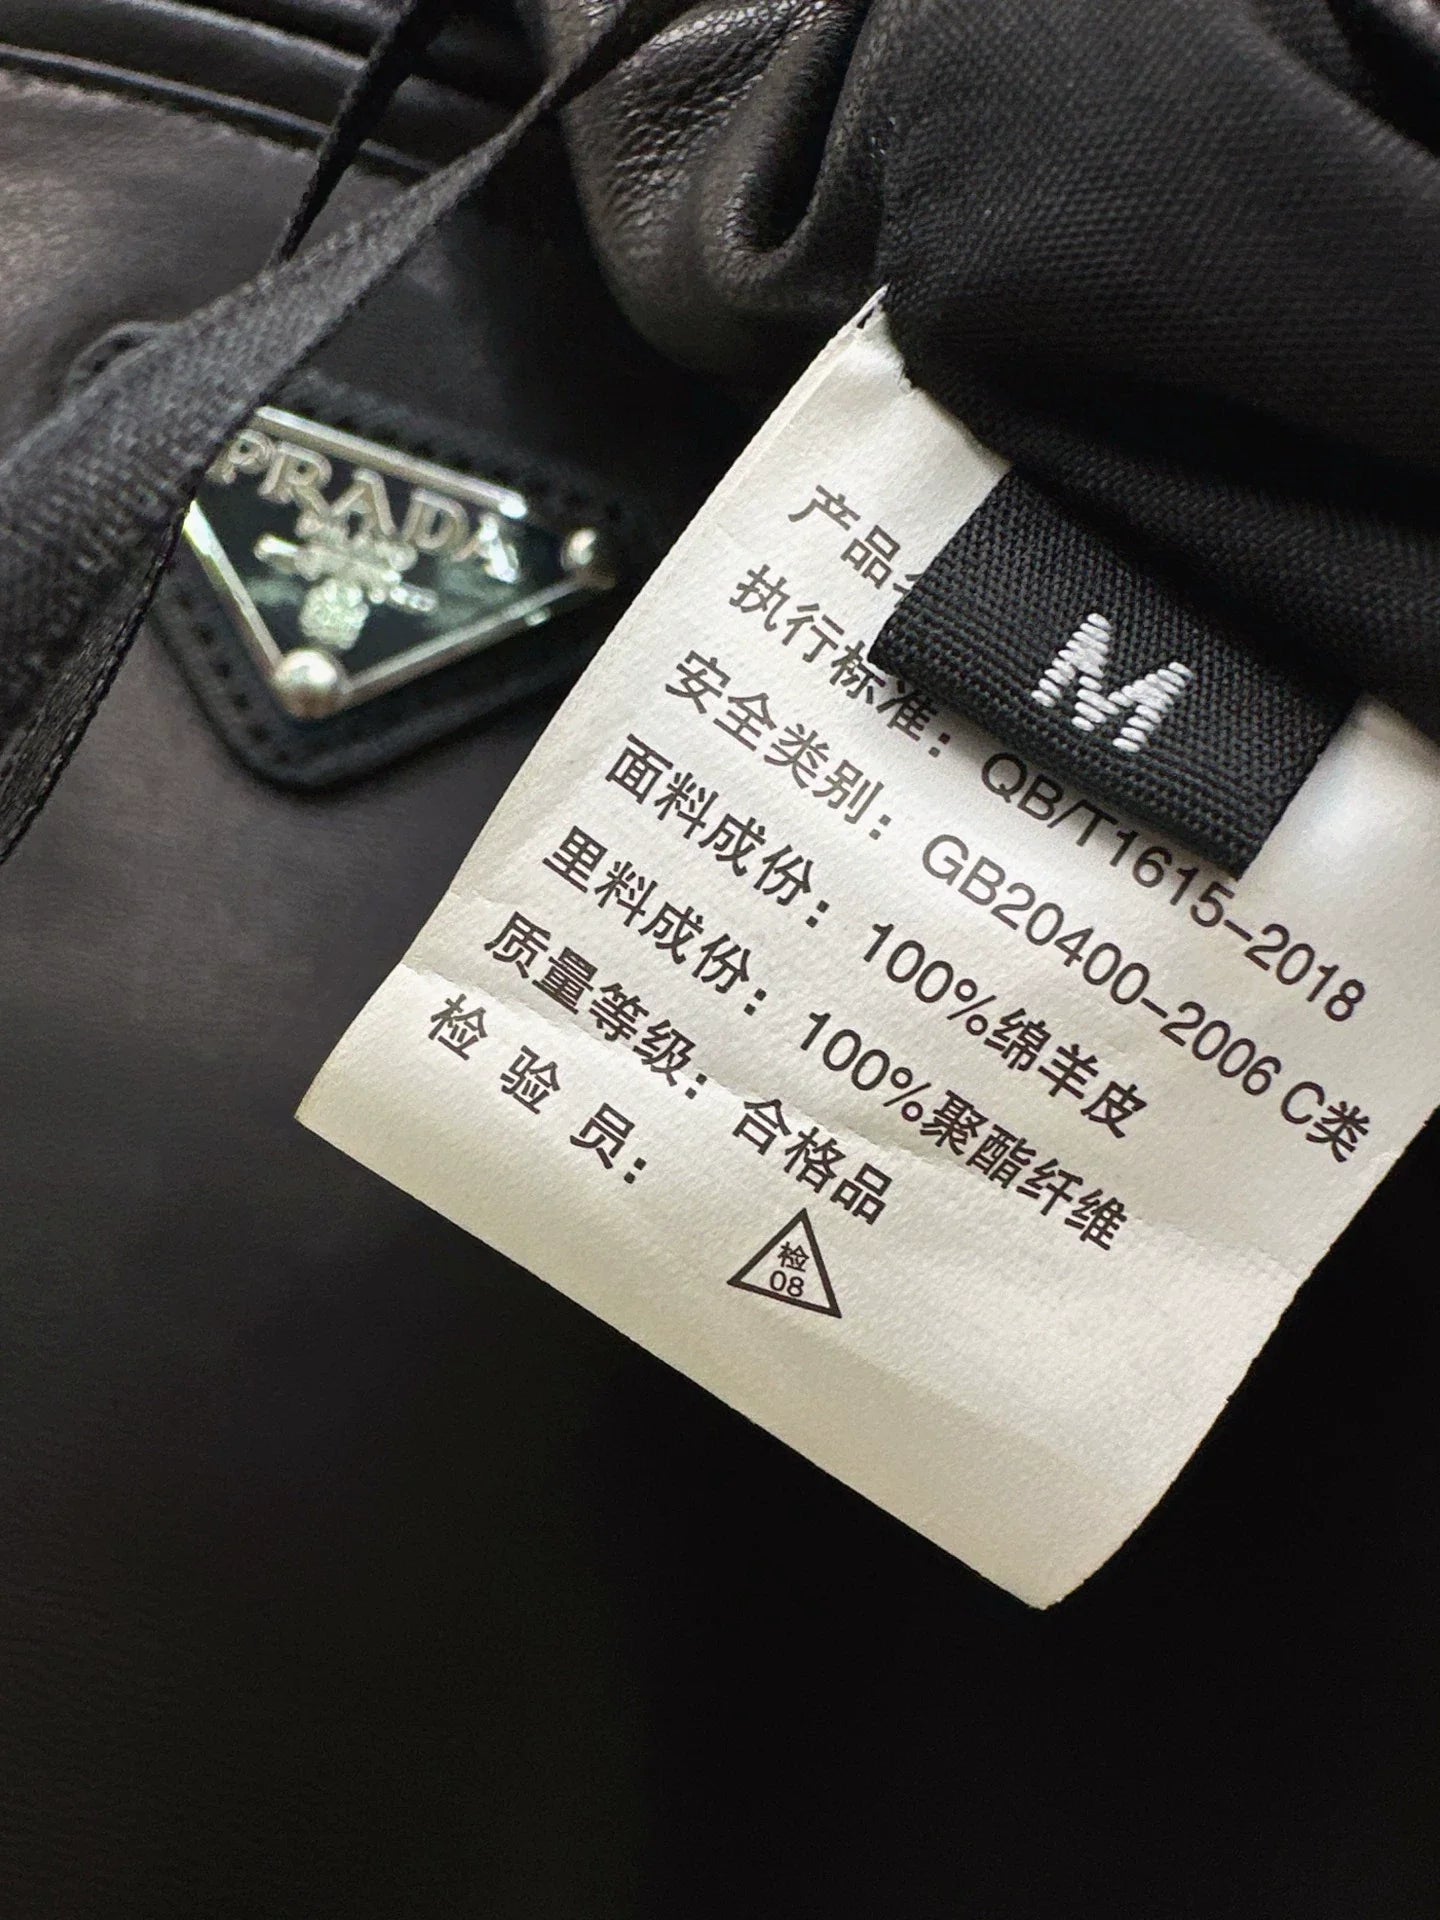 PRADA
M
产品
执行标准：QB/T1615-2018
安全类别：GB20400-2006 C类
面料成份：100%绵羊皮
里料成份：100%聚酯纤维
质量等级：合格品
检 验 员：
检
08